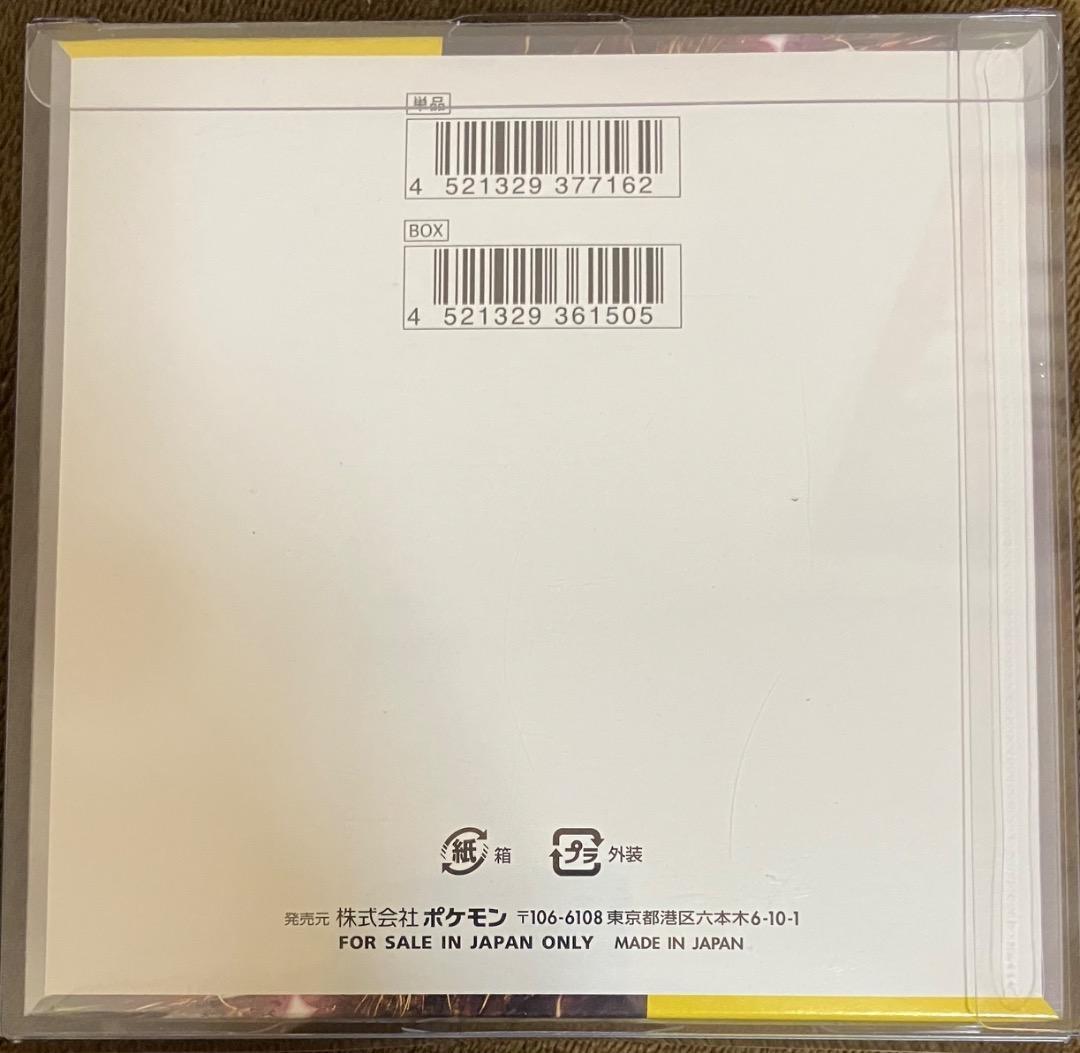 単品
4 521329 377162
BOX
4 521329 361505
紙 箱 プラ 外装
発売元 株式会社ポケモン 〒106-6108 東京都港区六本木6-10-1
FOR SALE IN JAPAN ONLY MADE IN JAPAN